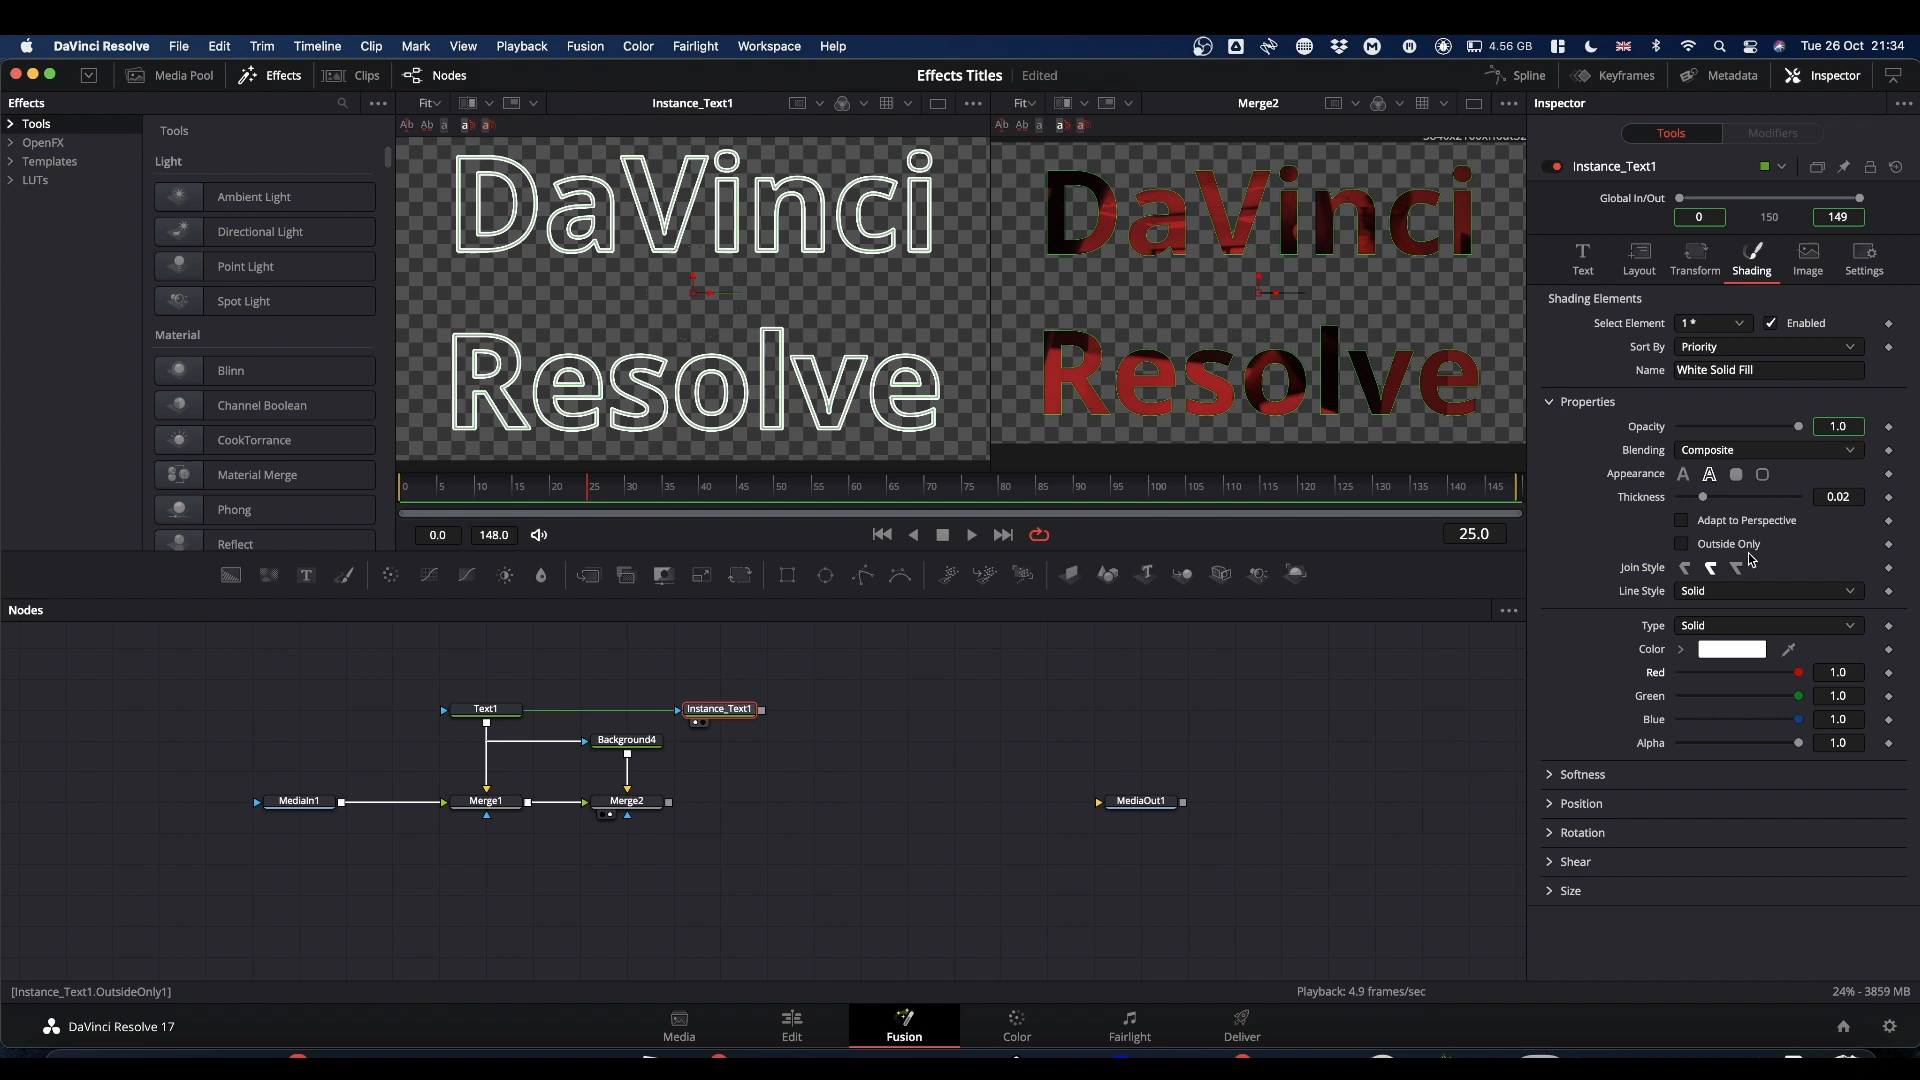 DaVinci Resolve File Edit Trim Timeline Clip Mark View Playback Fusion Color Fairlight Workspace Help 4.56 GB Tue 26 Oct 21:34
Media Pool Effects Clips Nodes Effects Titles Edited Spline Keyframes Metadata Inspector
Effects Fit Instance_Text1 Fit Merge2 Inspector
Tools
OpenFX
Templates
LUTs
Tools
Light
Ambient Light
Directional Light
Point Light
Spot Light
Material
Blinn
Channel Boolean
CookTorrance
Material Merge
Phong
Reflect
DaVinci
Resolve
DaVinci
Resolve
0 5 10 15 20 25 30 35 40 45 50 55 60 65 70 75 80 85 90 95 100 105 110 115 120 125 130 135 140 145
0.0 148.0 25.0
Tools Modifiers
Instance_Text1
Global In/Out
0 150 149
Text Layout Transform Shading Image Settings
Shading Elements
Select Element 1 * Enabled
Sort By Priority
Name White Solid Fill
Properties
Opacity 1.0
Blending Composite
Appearance
Thickness 0.02
Adapt to Perspective
Outside Only
Join Style
Line Style Solid
Type Solid
Color
Red 1.0
Green 1.0
Blue 1.0
Alpha 1.0
Softness
Position
Rotation
Shear
Size
Nodes
Text1 Instance_Text1
Background4
MediaIn1 Merge1 Merge2 MediaOut1
[Instance_Text1.OutsideOnly1] Playback: 4.9 frames/sec 24% - 3859 MB
DaVinci Resolve 17 Media Edit Fusion Color Fairlight Deliver